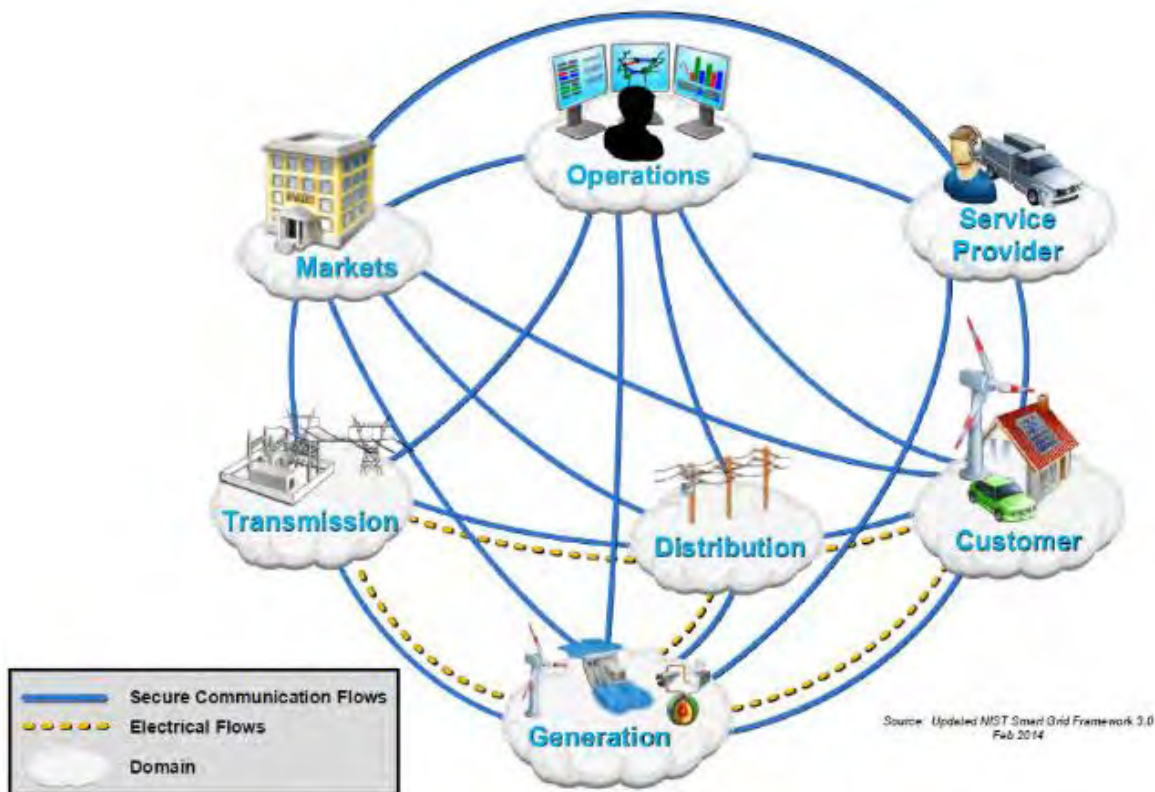 Operations
Service
Provider
Markets
Transmission
Distribution
Customer
Generation
Secure Communication Flows
Electrical Flows
Domain
Source: Updated NIST Smart Grid Framework 3.0
Feb 2014